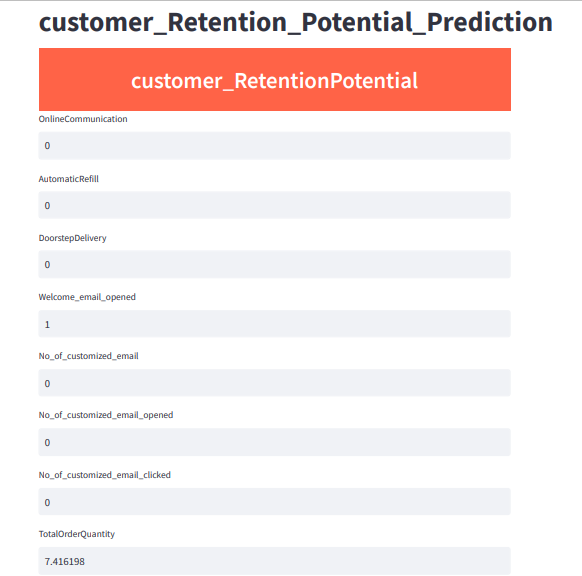 customer_Retention_Potential_Prediction
customer_RetentionPotential
OnlineCommunication
0
AutomaticRefill
0
DoorstepDelivery
0
Welcome_email_opened
1
No_of_customized_email
0
No_of_customized_email_opened
0
No_of_customized_email_clicked
0
TotalOrderQuantity
7.416198